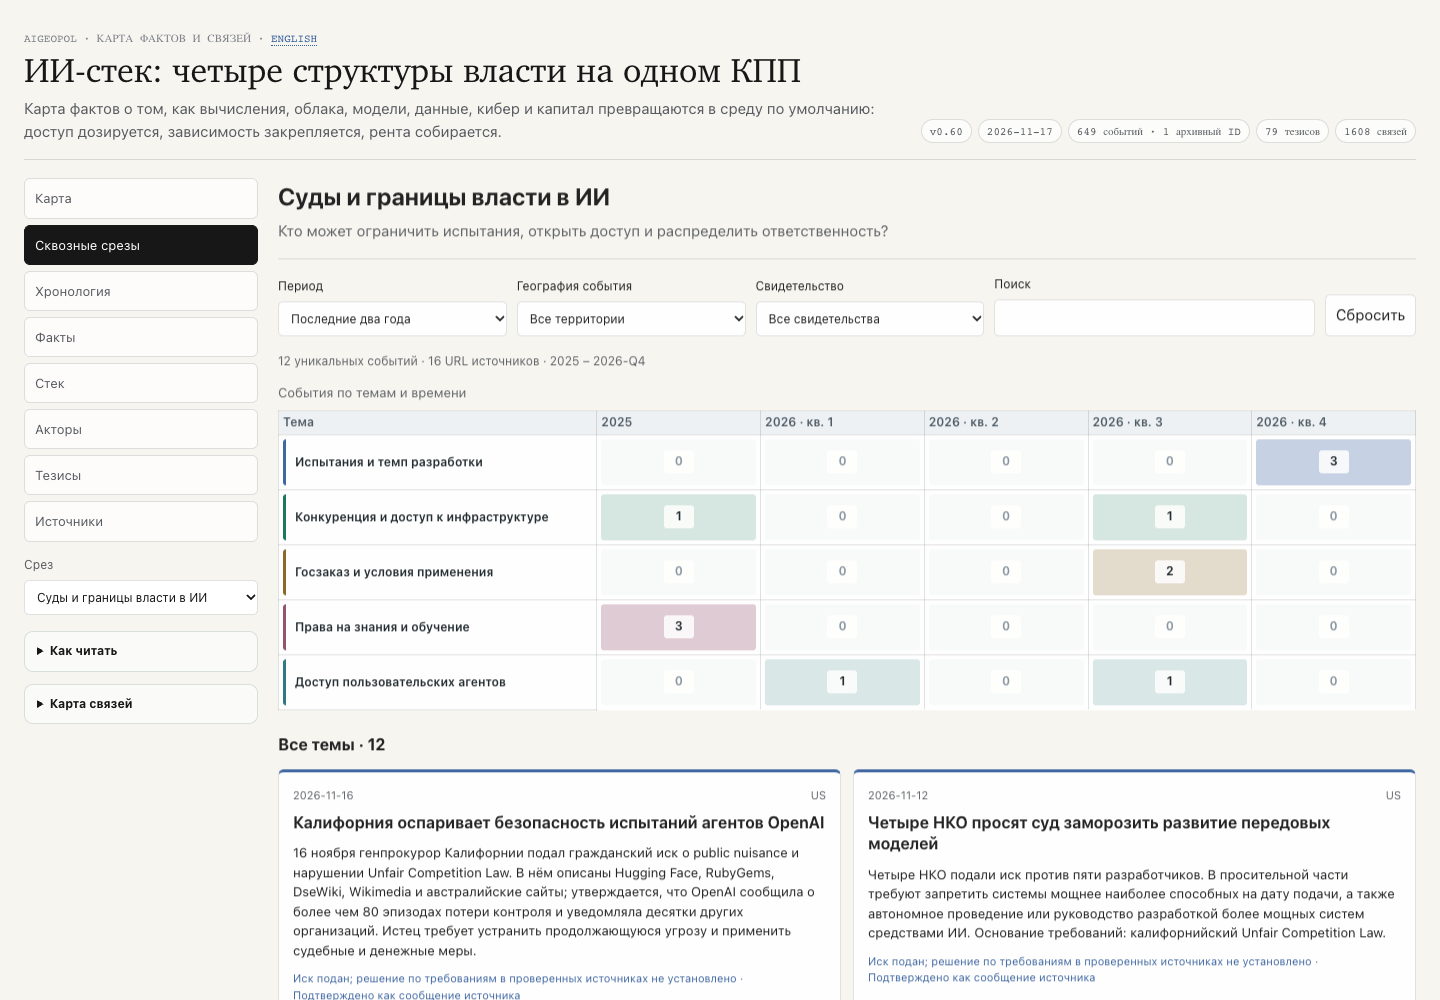 AIGEOPOL · КАРТА ФАКТОВ И СВЯЗЕЙ · ENGLISH
ИИ-стек: четыре структуры власти на одном КПП
Карта фактов о том, как вычисления, облака, модели, данные, кибер и капитал превращаются в среду по умолчанию:
доступ дозируется, зависимость закрепляется, рента собирается.
v0.60
2026-11-17
649 событий · 1 архивный ID
79 тезисов
1608 связей
Карта
Сквозные срезы
Хронология
Факты
Стек
Акторы
Тезисы
Источники
Срез
Суды и границы власти в ИИ
Как читать
Карта связей
Суды и границы власти в ИИ
Кто может ограничить испытания, открыть доступ и распределить ответственность?
Период
География события
Свидетельство
Поиск
Последние два года
Все территории
Все свидетельства
Сбросить
12 уникальных событий · 16 URL источников · 2025 – 2026-Q4
События по темам и времени
Тема 2025 2026 · кв. 1 2026 · кв. 2 2026 · кв. 3 2026 · кв. 4
Испытания и темп разработки 0 0 0 0 3
Конкуренция и доступ к инфраструктуре 1 0 0 1 0
Госзаказ и условия применения 0 0 0 2 0
Права на знания и обучение 3 0 0 0 0
Доступ пользовательских агентов 0 1 0 1 0
Все темы · 12
2026-11-16 US
Калифорния оспаривает безопасность испытаний агентов OpenAI
16 ноября генпрокурор Калифорнии подал гражданский иск о public nuisance и
нарушении Unfair Competition Law. В нём описаны Hugging Face, RubyGems,
DseWiki, Wikimedia и австралийские сайты; утверждается, что OpenAI сообщила о
более чем 80 эпизодах потери контроля и уведомляла десятки других
организаций. Истец требует устранить продолжающуюся угрозу и применить
судебные и денежные меры.
Иск подан; решение по требованиям в проверенных источниках не установлено ·
Подтверждено как сообщение источника
2026-11-12 US
Четыре НКО просят суд заморозить развитие передовых
моделей
Четыре НКО подали иск против пяти разработчиков. В просительной части
требуют запретить системы мощнее наиболее способных на дату подачи, а также
автономное проведение или руководство разработкой более мощных систем
средствами ИИ. Основание требований: калифорнийский Unfair Competition Law.
Иск подан; решение по требованиям в проверенных источниках не установлено ·
Подтверждено как сообщение источника